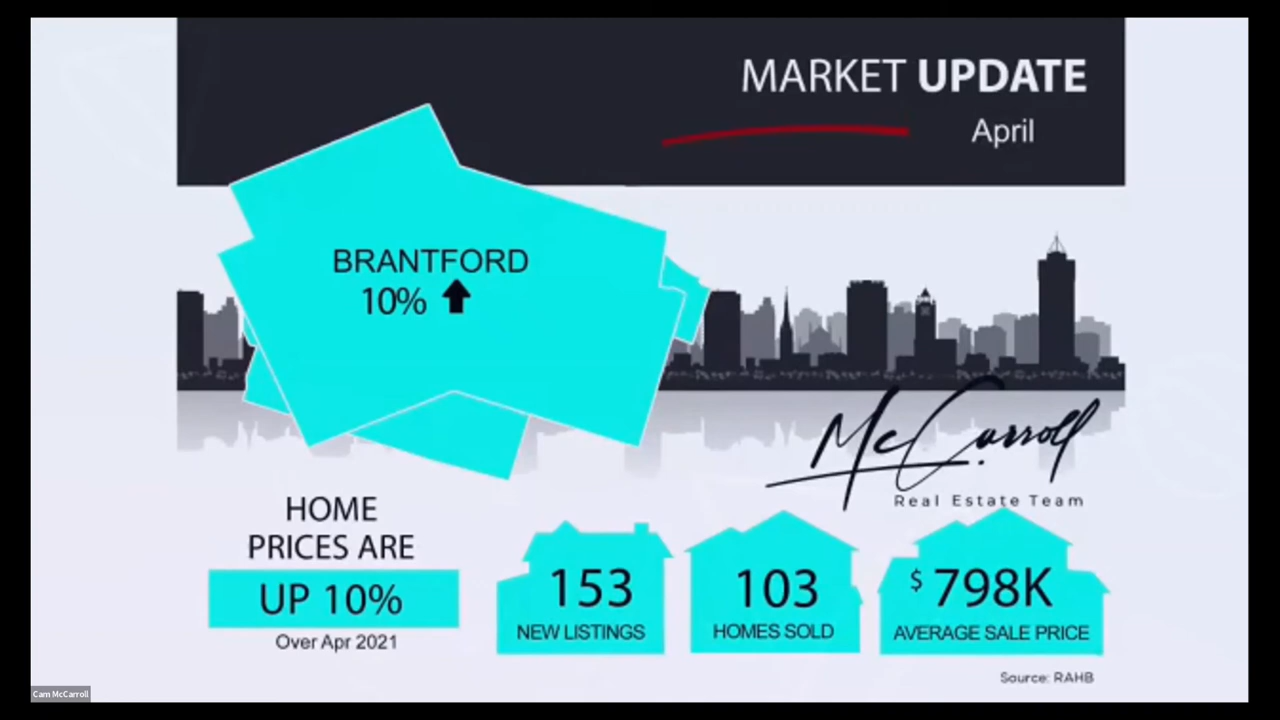 MARKET UPDATE
April
BRANTFORD
10%
McCarroll
Real Estate Team
HOME
PRICES ARE
UP 10%
Over Apr 2021
153
NEW LISTINGS
103
HOMES SOLD
$798K
AVERAGE SALE PRICE
Source: RAHB
Cam McCarroll